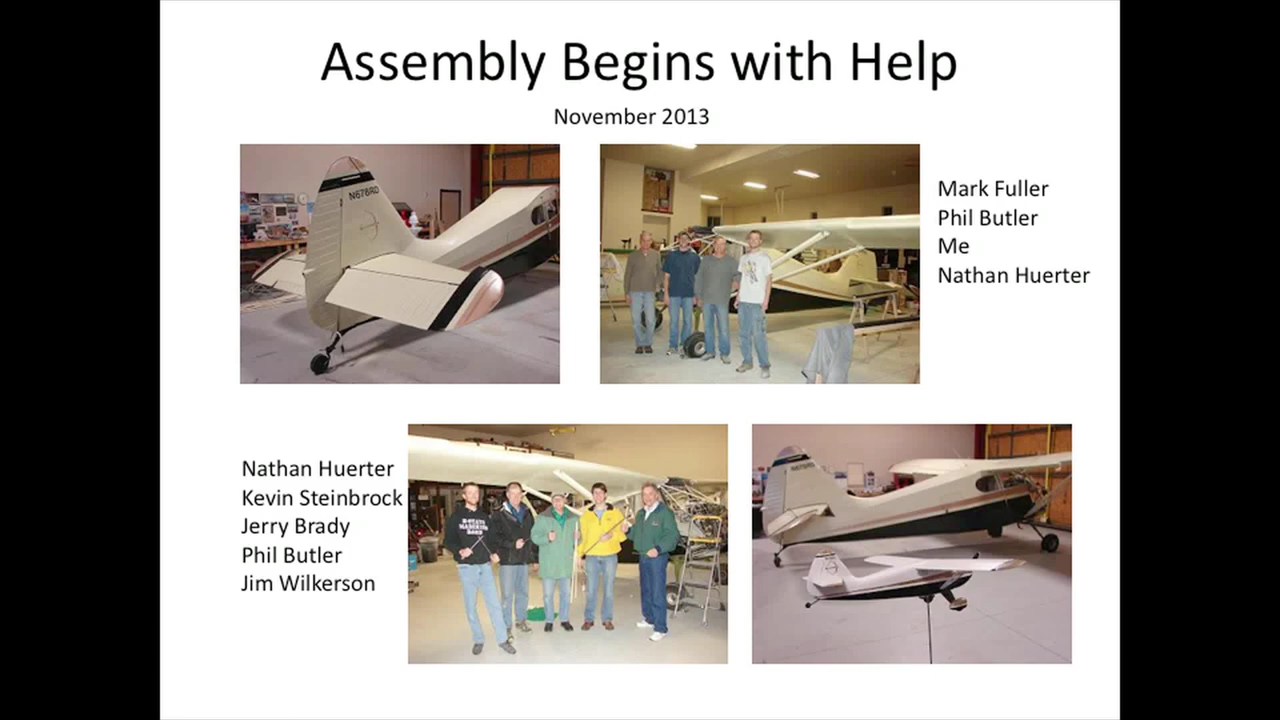 Assembly Begins with Help
November 2013
N676RD
Mark Fuller
Phil Butler
Me
Nathan Huerter
Nathan Huerter
Kevin Steinbrock
Jerry Brady
Phil Butler
Jim Wilkerson